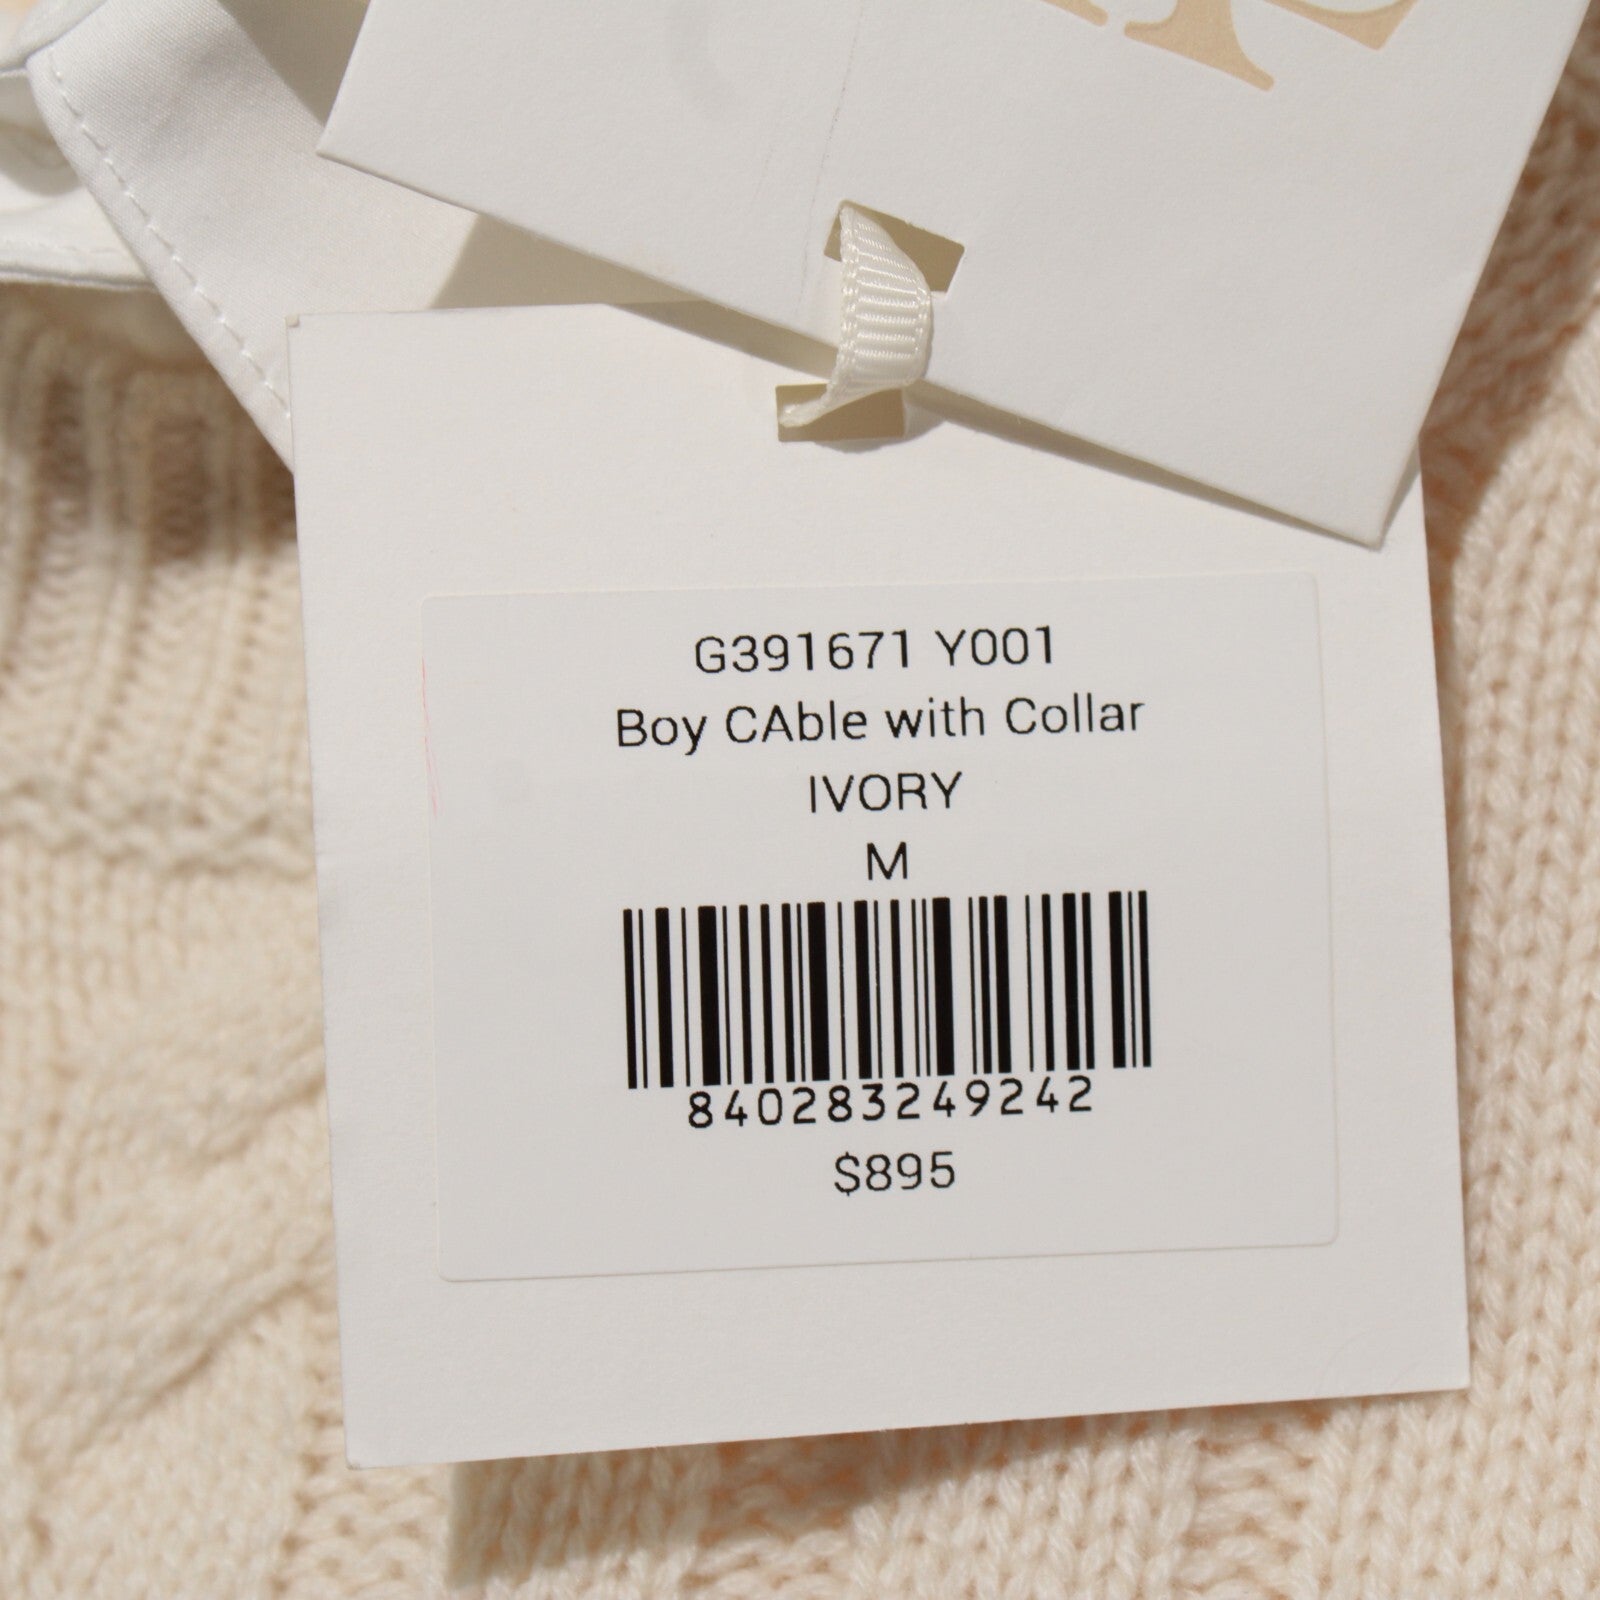 G391671 Y001
Boy CAble with Collar
IVORY
M
840283249242
$895